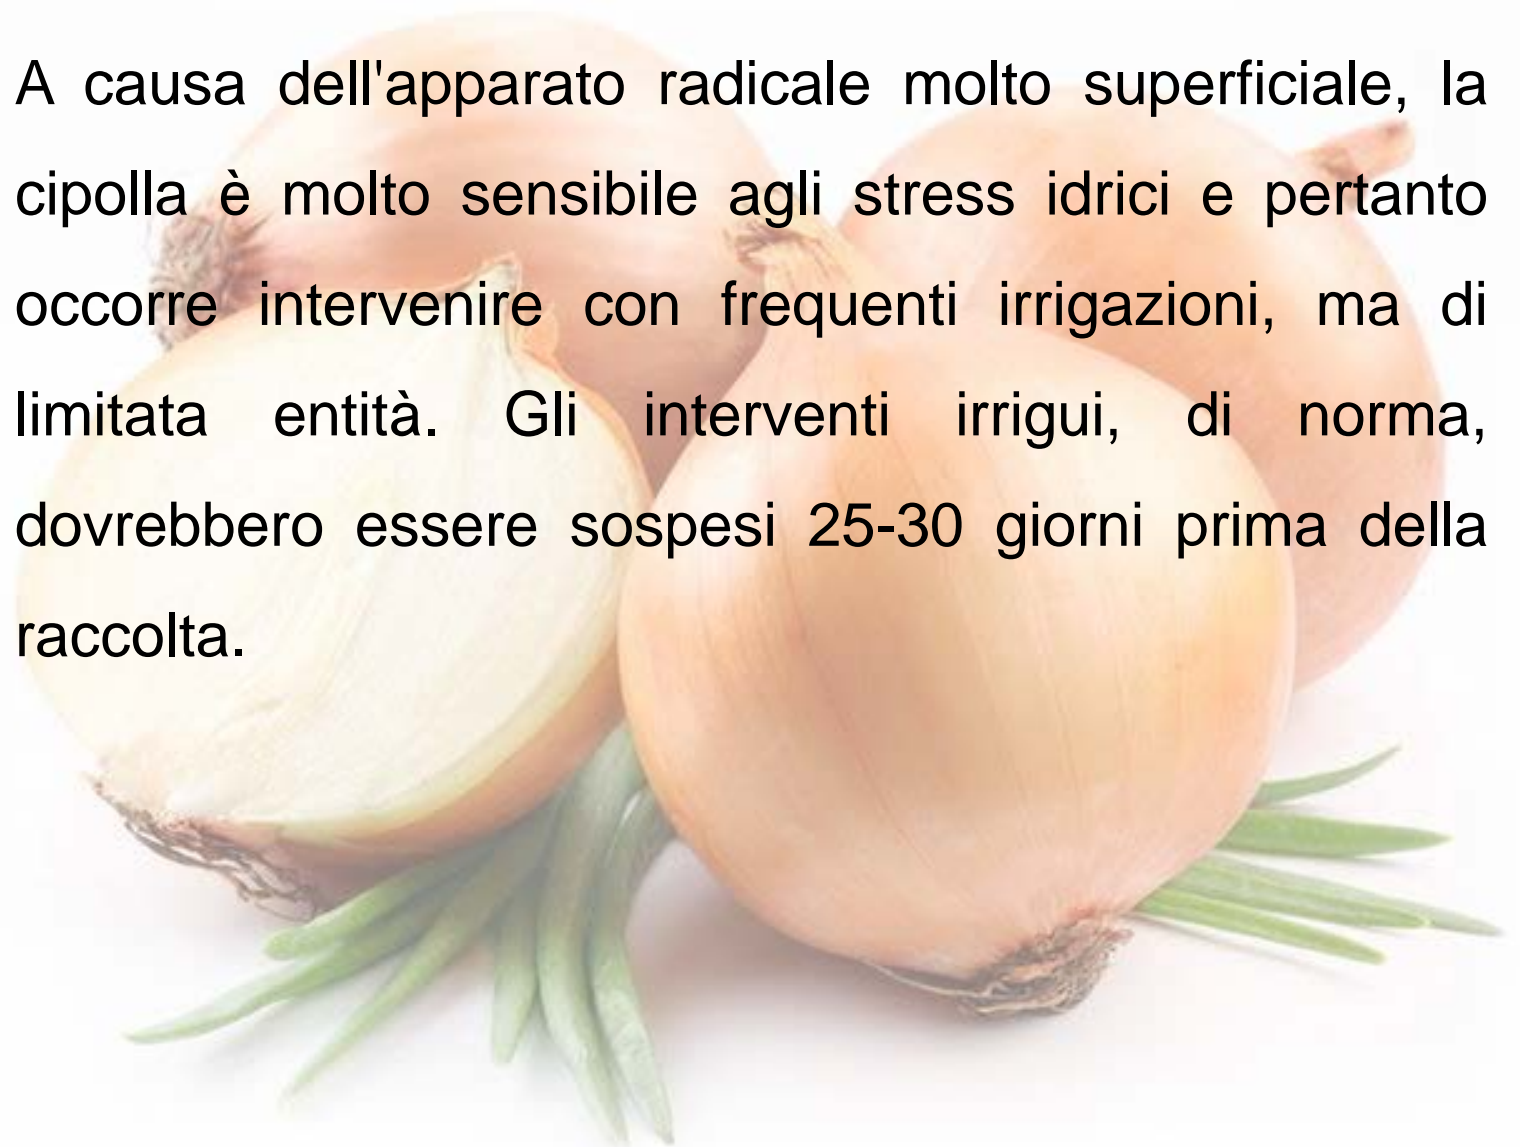 A causa dell'apparato radicale molto superficiale, la
cipolla è molto sensibile agli stress idrici e pertanto
occorre intervenire con frequenti irrigazioni, ma di
limitata entità. Gli interventi irrigui, di norma,
dovrebbero essere sospesi 25-30 giorni prima della
raccolta.